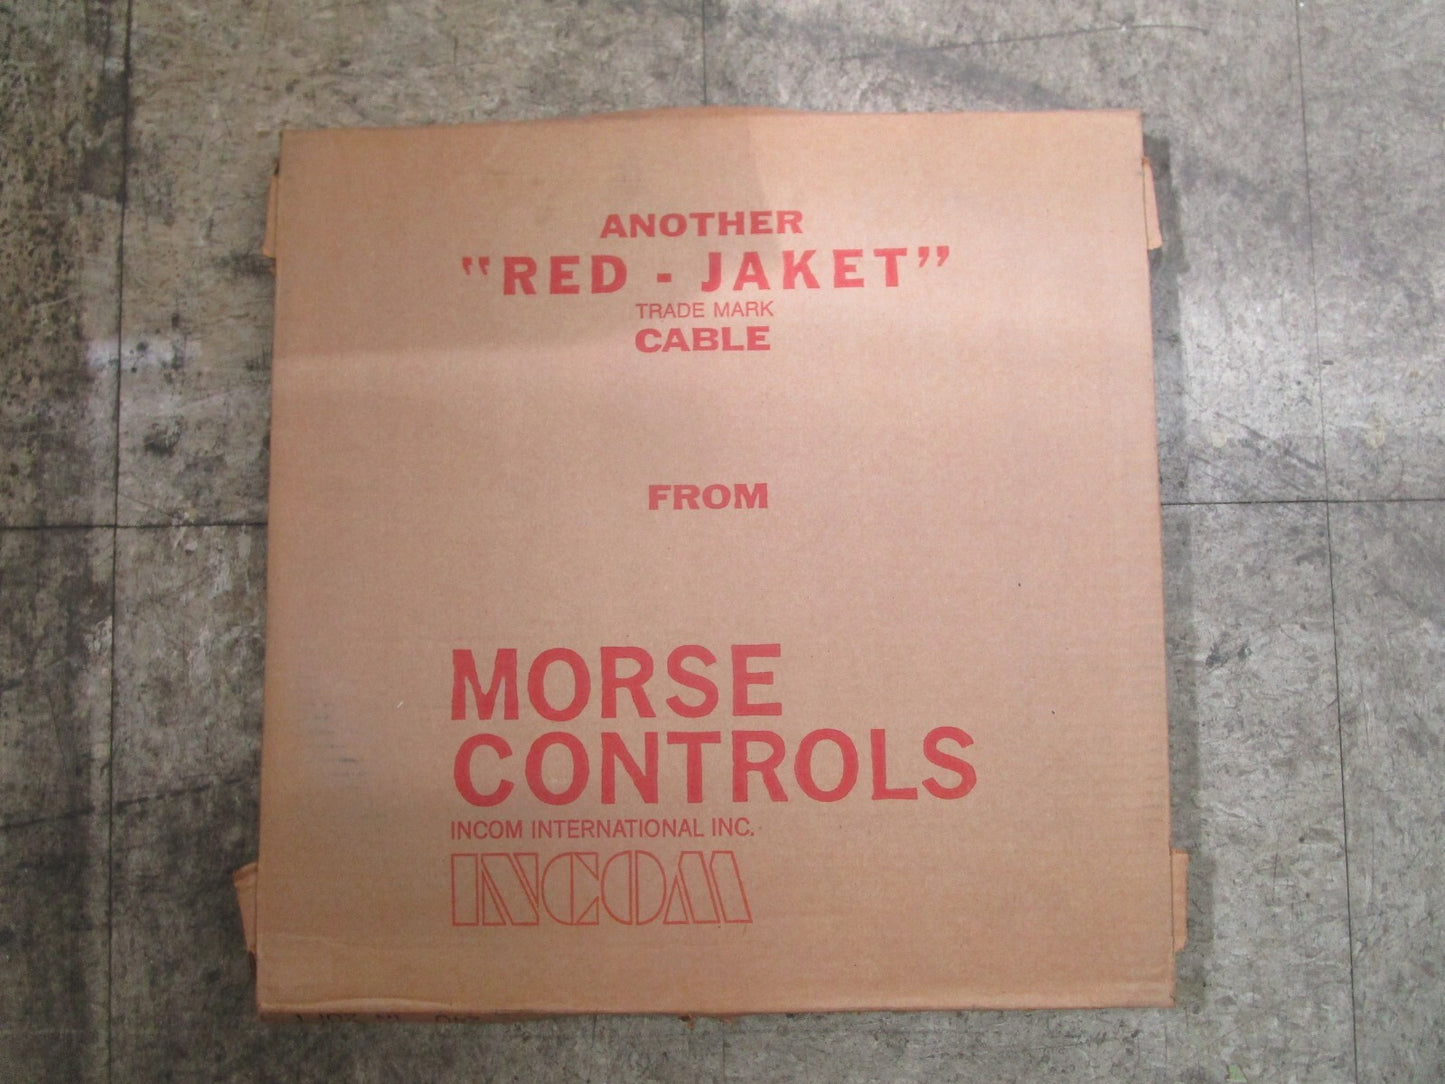 ANOTHER
"RED - JAKET"
TRADE MARK
CABLE
FROM
MORSE
CONTROLS
INCOM INTERNATIONAL INC.
INCOM